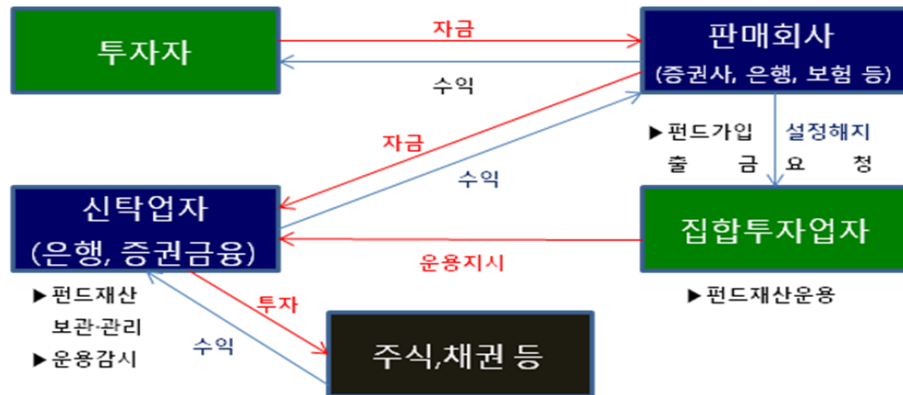 투자자
자금
수익
판매회사
(증권사, 은행, 보험 등)
▶펀드가입 설정해지
출 금 요 청
자금
수익
신탁업자
(은행, 증권금융)
운용지시
집합투자업자
▶펀드재산운용
▶펀드재산
보관·관리
▶운용감시
투자
수익
주식,채권 등